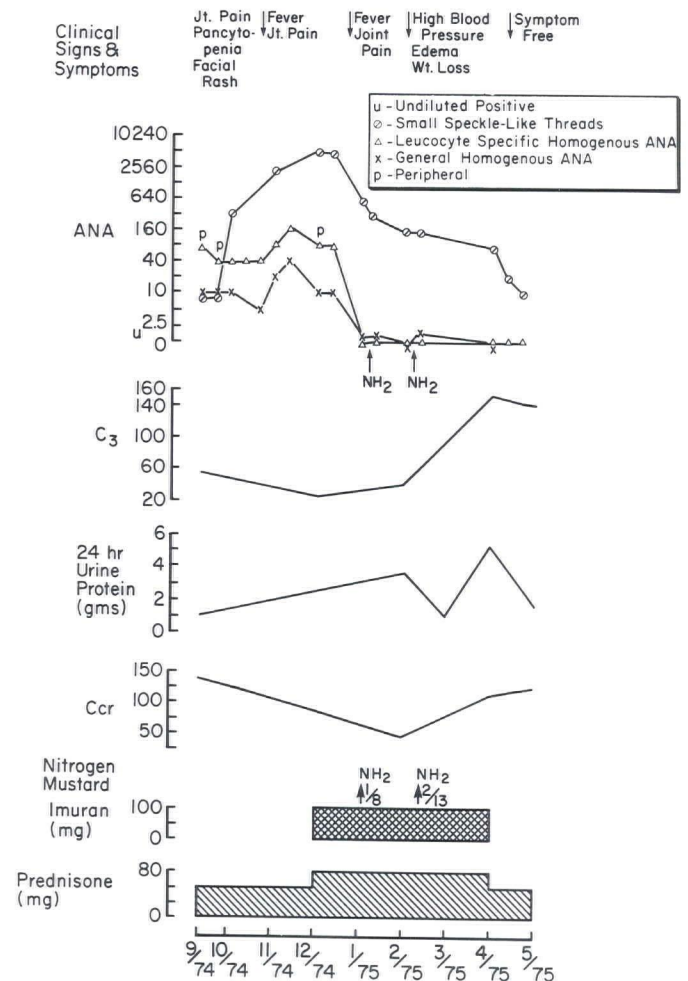 Clinical
Signs &
Symptoms
Jt. Pain
Pancyto-
penia
Facial
Rash
Fever
Jt. Pain
Fever
Joint
Pain
High Blood
Pressure
Edema
Wt. Loss
Symptom
Free
u - Undiluted Positive
⦸ - Small Speckle-Like Threads
△ - Leucocyte Specific Homogenous ANA
x - General Homogenous ANA
p - Peripheral
ANA
10240
2560
640
160
40
10
2.5
u
0
p
p
p
NH2
NH2
C3
160
140
100
60
20
24 hr
Urine
Protein
(gms)
6
4
2
0
Ccr
150
100
50
Nitrogen
Mustard
NH2
1/8
NH2
2/13
Imuran
(mg)
100
0
Prednisone
(mg)
80
0
9/74 10/74 11/74 12/74 1/75 2/75 3/75 4/75 5/75